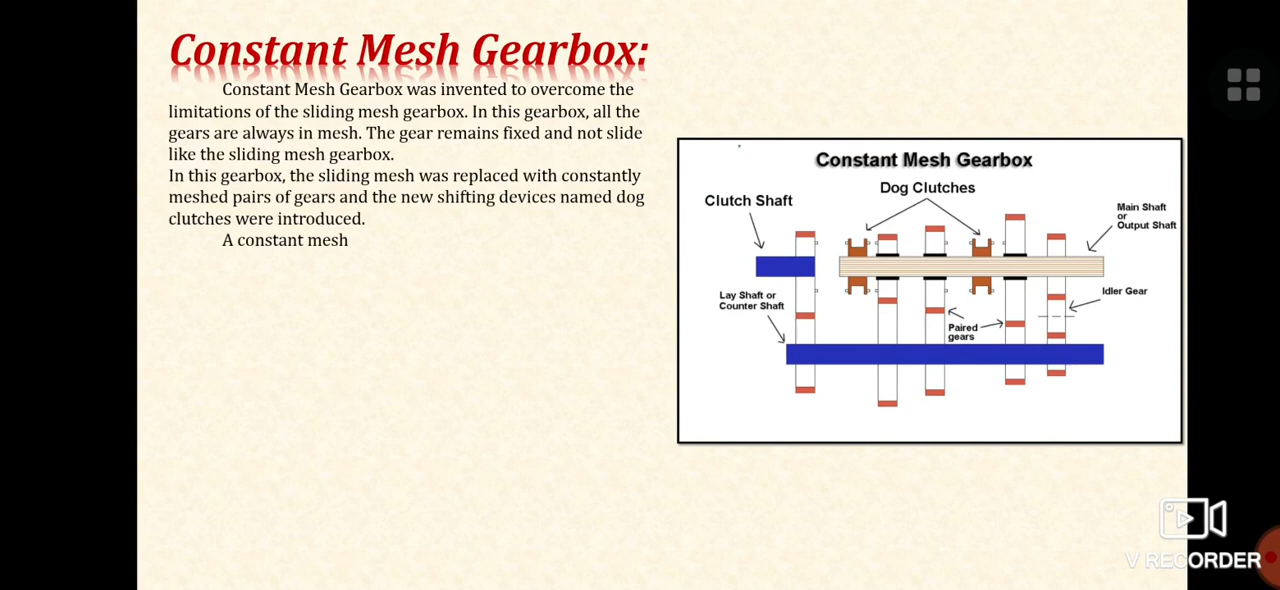 Constant Mesh Gearbox:
Constant Mesh Gearbox was invented to overcome the
limitations of the sliding mesh gearbox. In this gearbox, all the
gears are always in mesh. The gear remains fixed and not slide
like the sliding mesh gearbox.
In this gearbox, the sliding mesh was replaced with constantly
meshed pairs of gears and the new shifting devices named dog
clutches were introduced.
A constant mesh
Constant Mesh Gearbox
Dog Clutches
Clutch Shaft
Main Shaft
or
Output Shaft
Lay Shaft or
Counter Shaft
Idler Gear
Paired
gears
V RECORDER